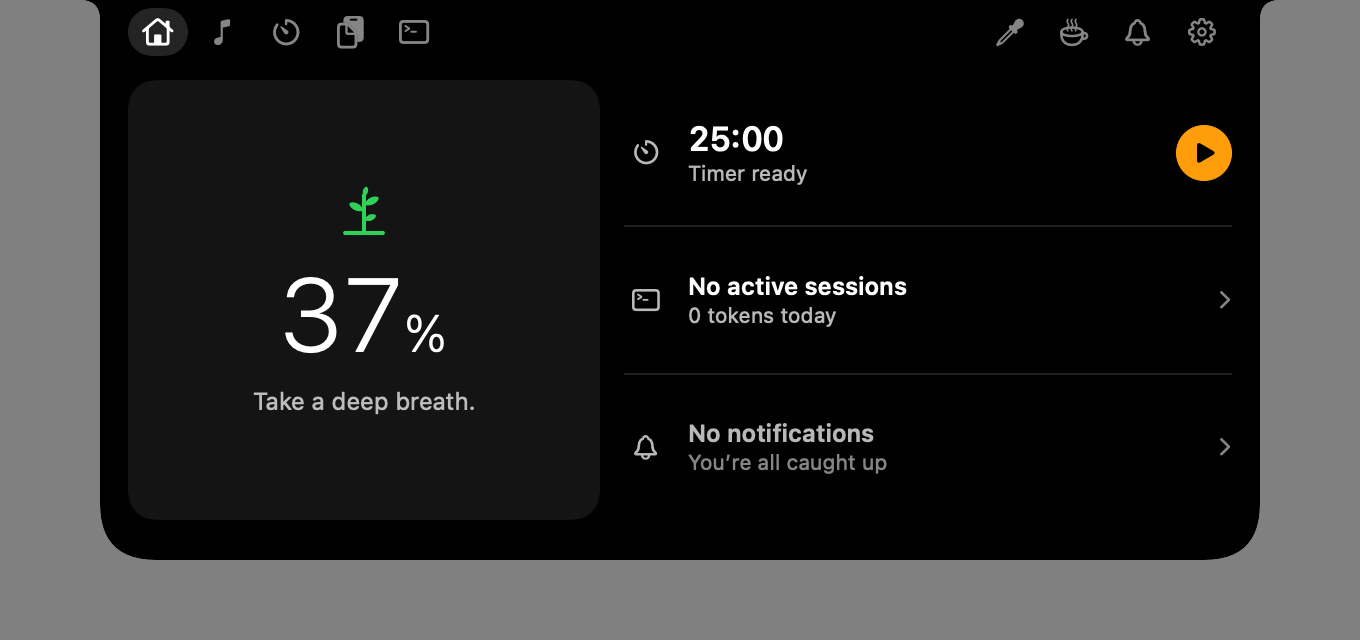 37%
Take a deep breath.
25:00
Timer ready
No active sessions
0 tokens today
No notifications
You’re all caught up